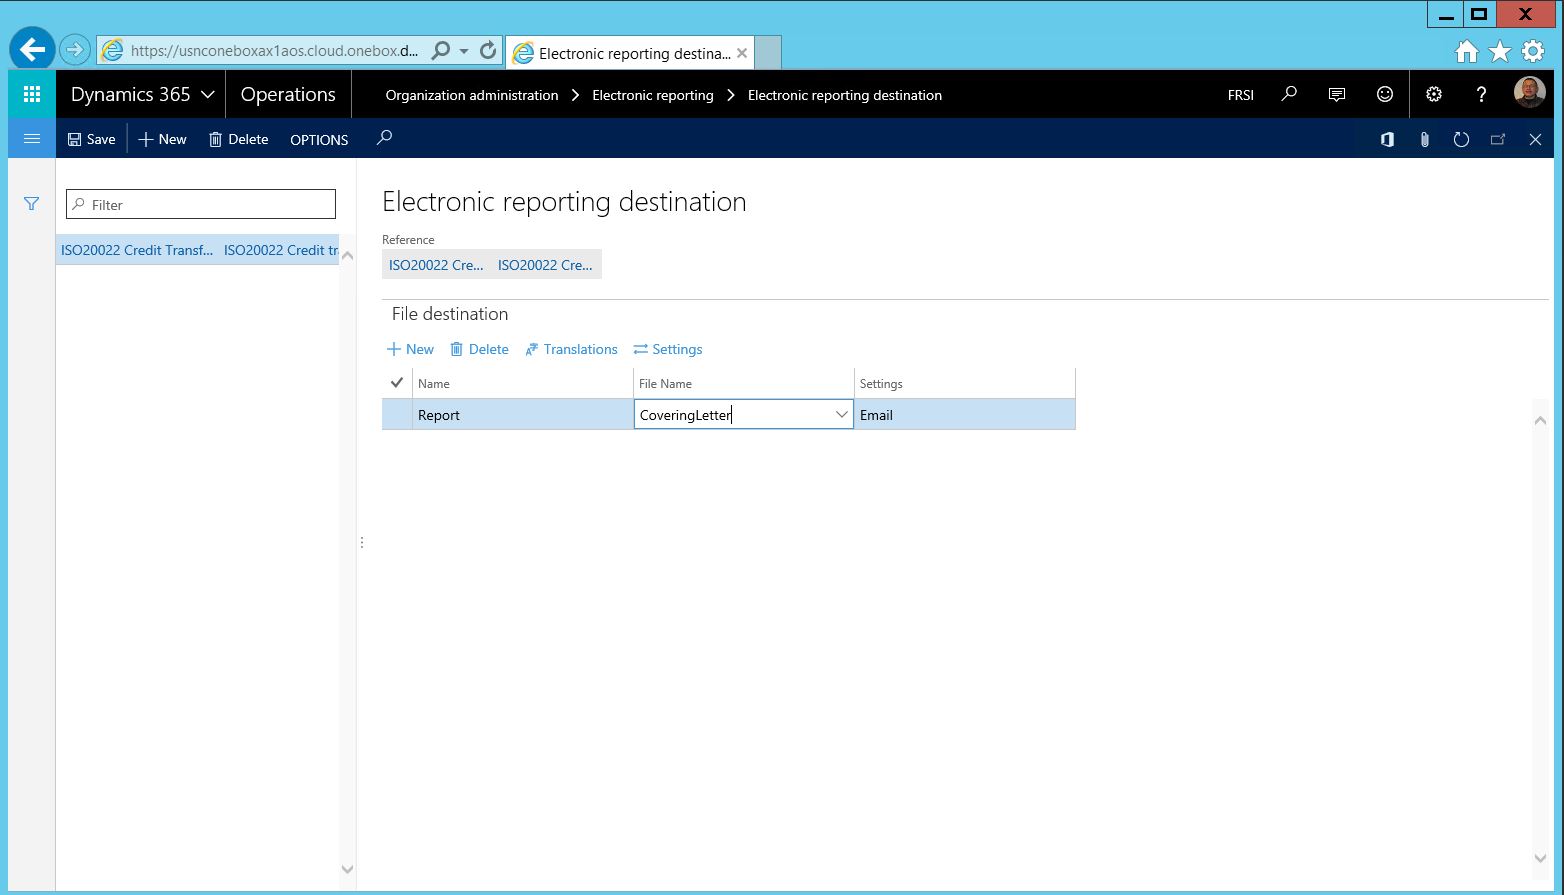 X
https://usnconeboxax1aos.cloud.onebox.d...
Electronic reporting destina...
Dynamics 365
Operations
Organization administration > Electronic reporting > Electronic reporting destination
FRSI
?
Save
New
Delete
OPTIONS
Filter
ISO20022 Credit Transf... ISO20022 Credit tr
Electronic reporting destination
Reference
ISO20022 Cre... ISO20022 Cre...
File destination
New
Delete
Translations
Settings
Name File Name Settings
Report CoveringLetter Email